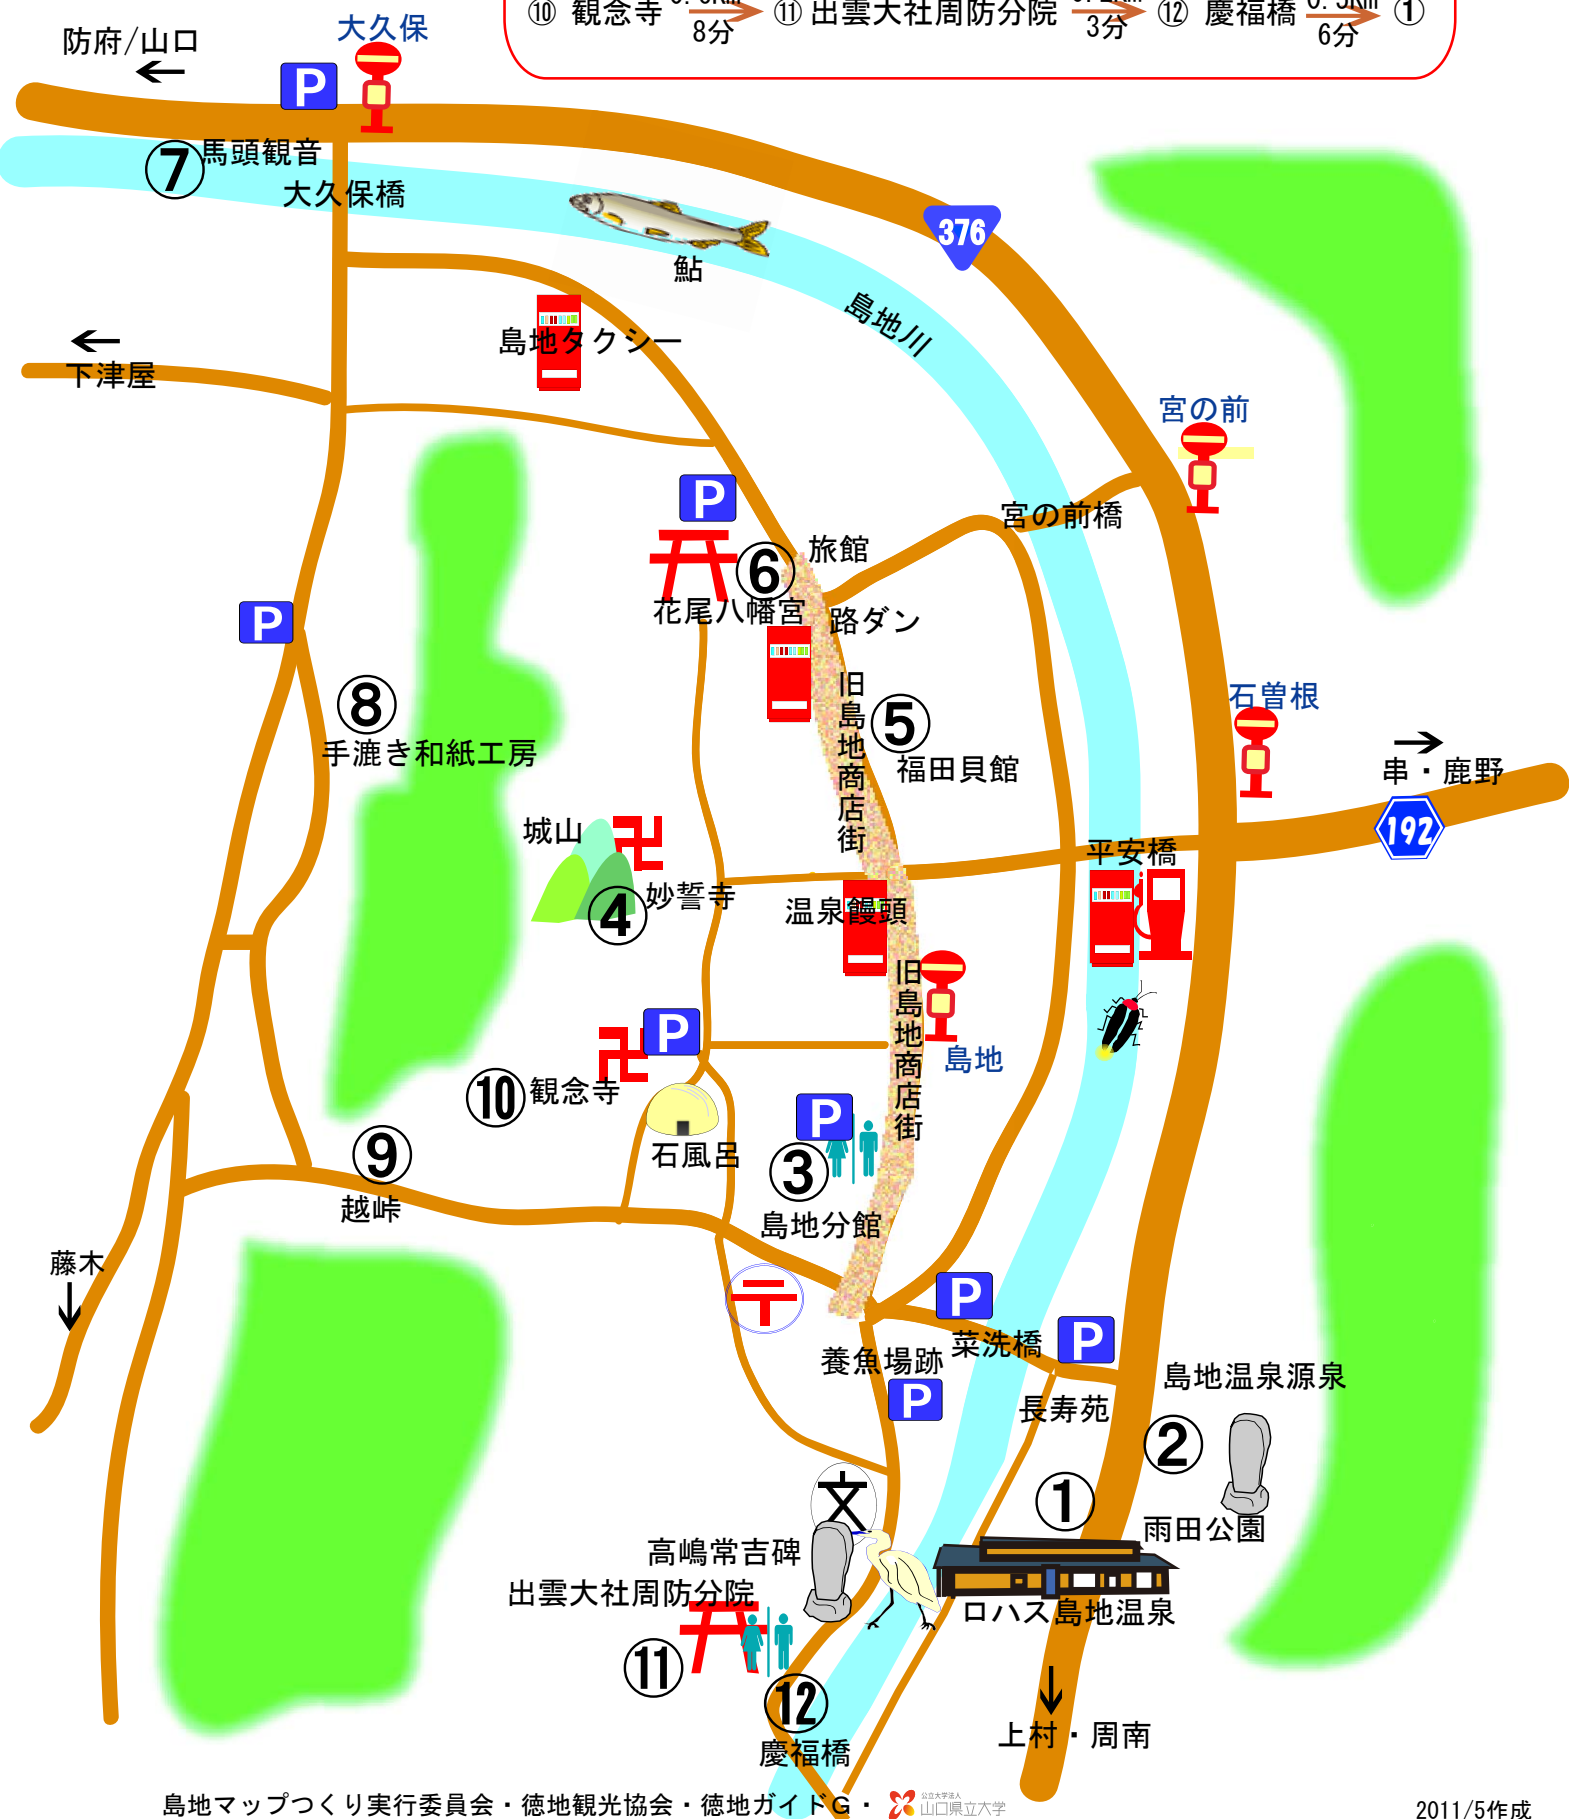 ⑩ 観念寺 8分 ⑪ 出雲大社周防分院 3分 ⑫ 慶福橋 6分 ①
防府/山口
←
大久保
P
⑦ 馬頭観音
大久保橋
376
鮎
島地川
島地タクシー
←
下津屋
宮の前
宮の前橋
P
⑥
旅館
花尾八幡宮
路ダン
P
⑧
手漉き和紙工房
旧島地商店街
⑤
福田貝館
石曽根
→
串・鹿野
192
城山
卍
④ 妙誓寺
平安橋
温泉饅頭
旧島地商店街
島地
卍
P
⑩ 観念寺
石風呂
P
③
島地分館
⑨
越峠
藤木
↓
〒
P
菜洗橋
P
養魚場跡
P
長寿苑
島地温泉源泉
②
①
雨田公園
文
高嶋常吉碑
出雲大社周防分院
⑪
ロハス島地温泉
⑫
慶福橋
↓
上村・周南
島地マップつくり実行委員会・徳地観光協会・徳地ガイドG・ 公立大学法人
山口県立大学
2011/5作成